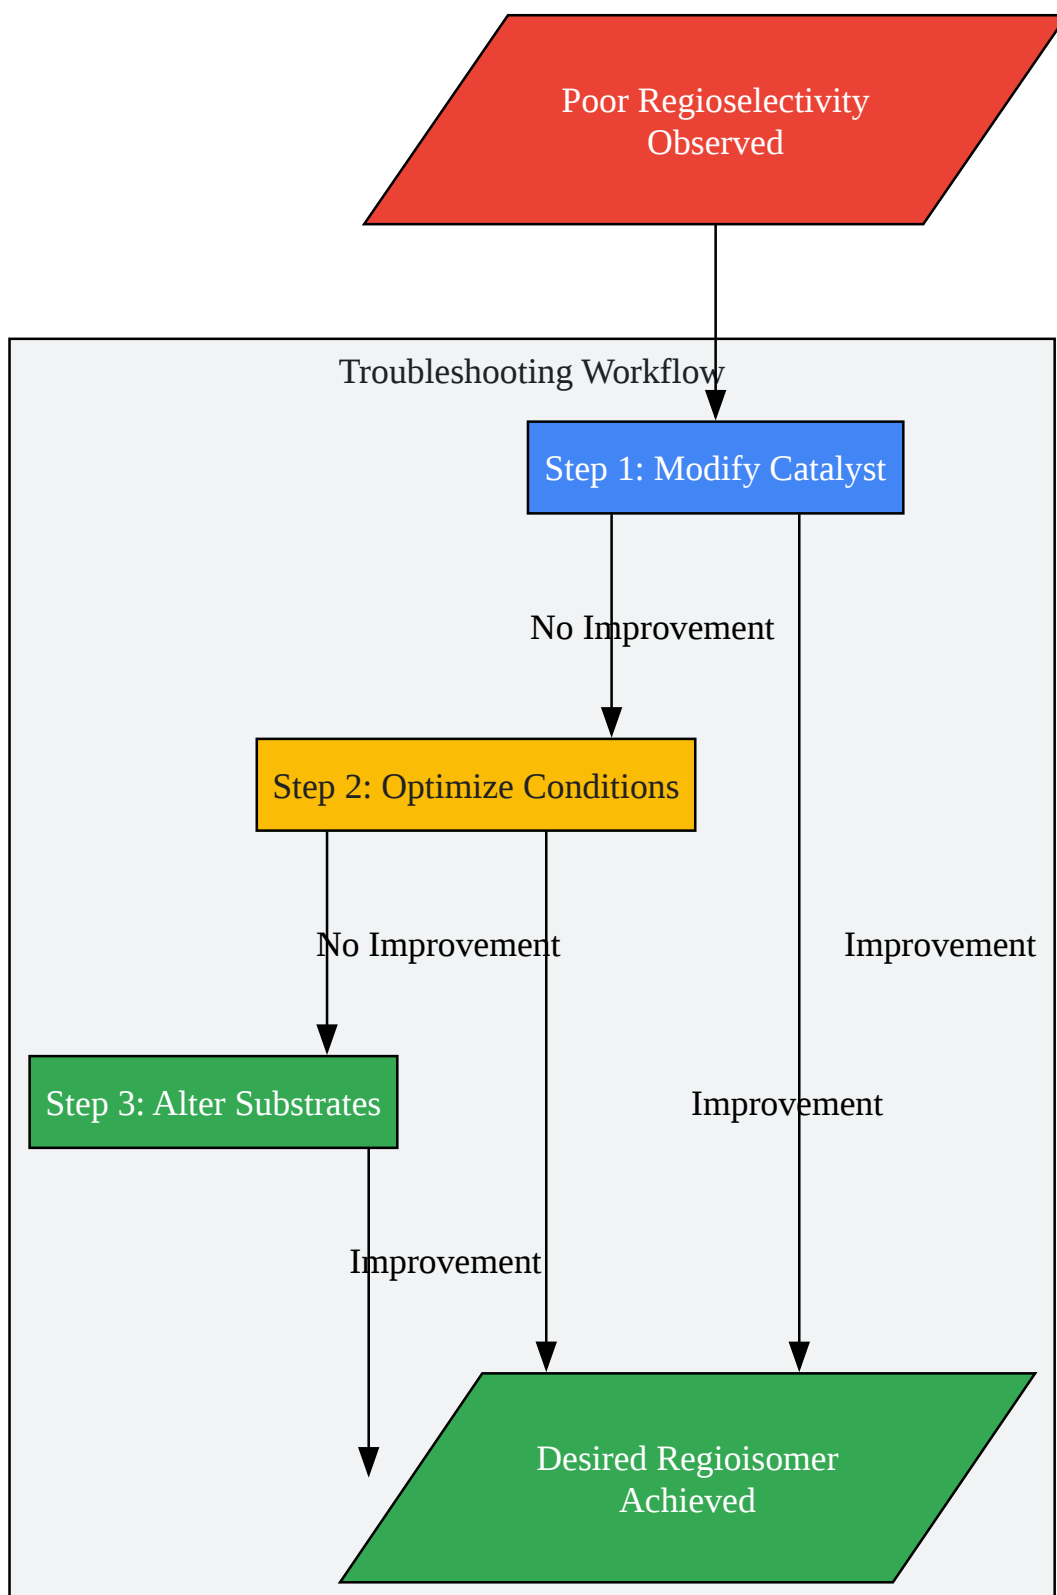 Poor Regioselectivity
Observed
Troubleshooting Workflow
Step 1: Modify Catalyst
No Improvement
Step 2: Optimize Conditions
No Improvement
Improvement
Step 3: Alter Substrates
Improvement
Improvement
Desired Regioisomer
Achieved